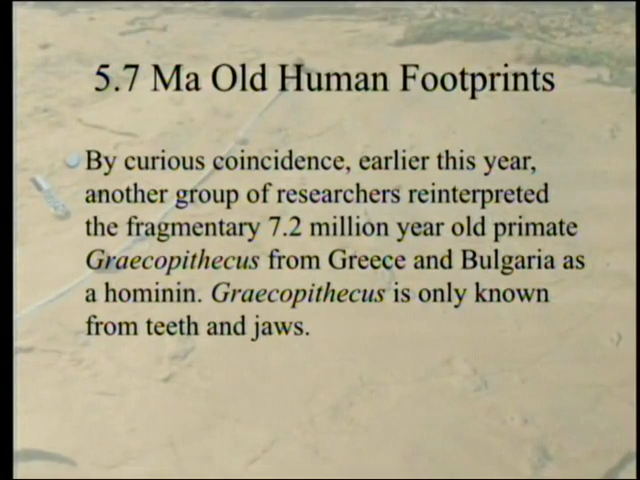 5.7 Ma Old Human Footprints
By curious coincidence, earlier this year,
another group of researchers reinterpreted
the fragmentary 7.2 million year old primate
Graecopithecus from Greece and Bulgaria as
a hominin. Graecopithecus is only known
from teeth and jaws.